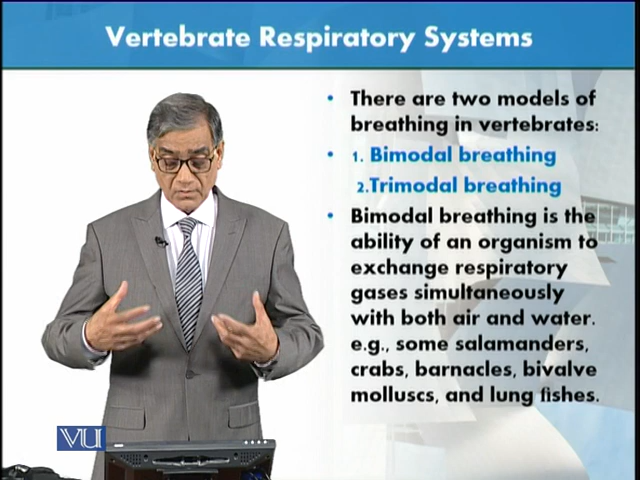 Vertebrate Respiratory Systems
• There are two models of
breathing in vertebrates:
• 1. Bimodal breathing
2.Trimodal breathing
• Bimodal breathing is the
ability of an organism to
exchange respiratory
gases simultaneously
with both air and water.
e.g., some salamanders,
crabs, barnacles, bivalve
molluscs, and lung fishes.
VU